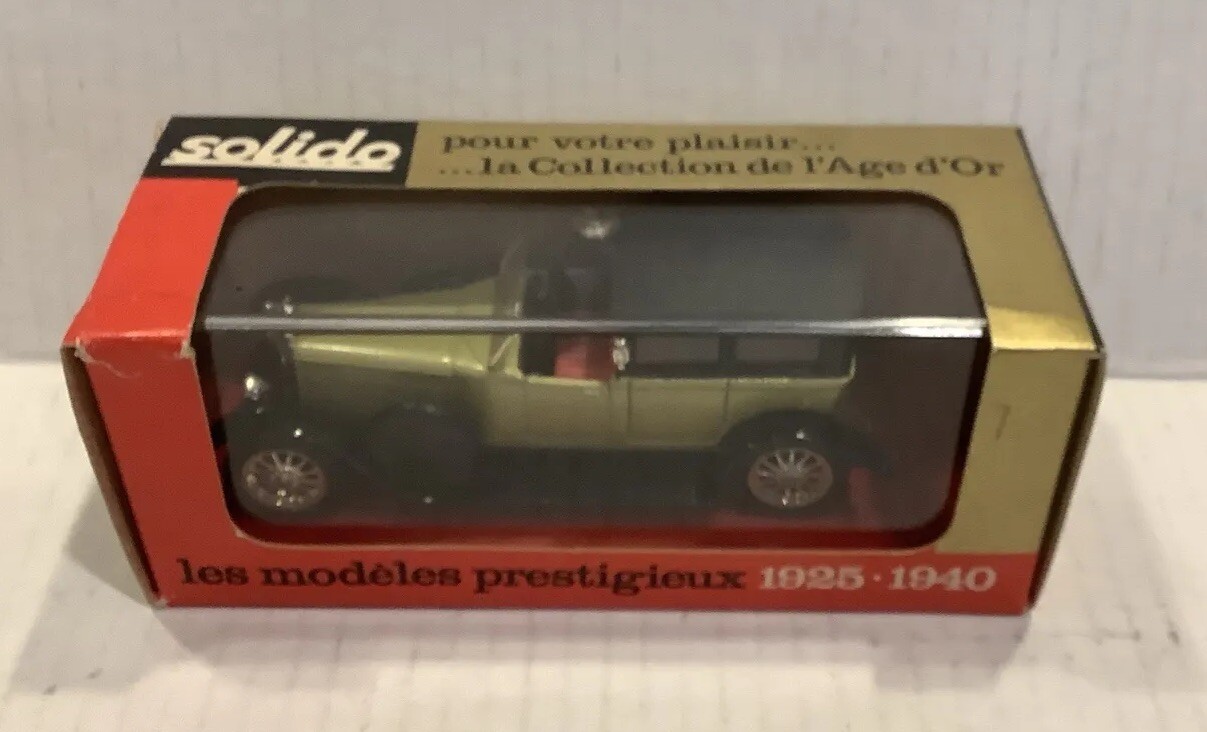 solido
pour votre plaisir...
...la Collection de l'Age d'Or
les modèles prestigieux 1925 · 1940